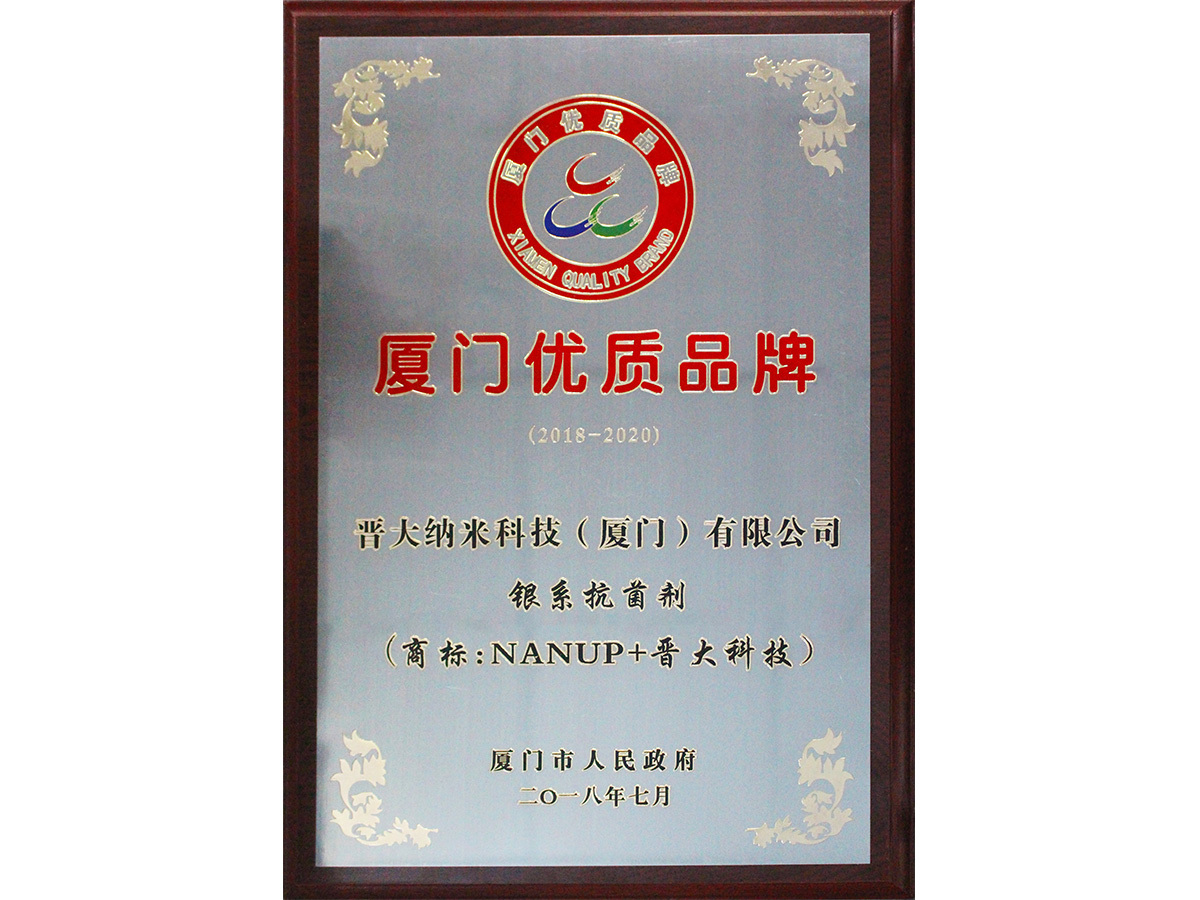 厦门优质品牌
XIAMEN QUALITY BRAND
厦门优质品牌
(2018-2020)
晋大纳米科技（厦门）有限公司
银系抗菌剂
（商标:NANUP+晋大科技）
厦门市人民政府
二〇一八年七月